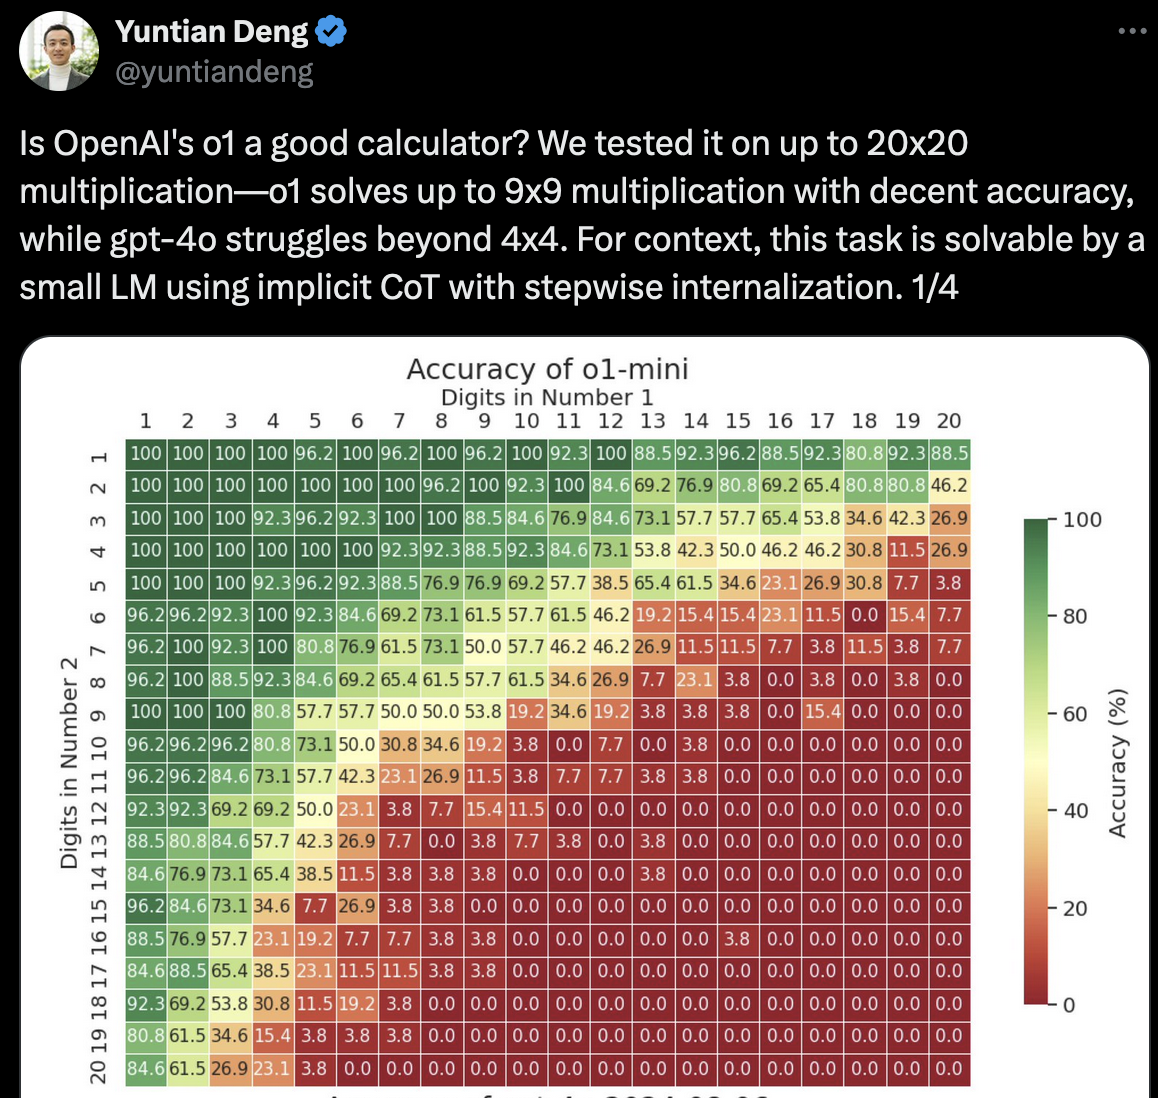 Yuntian Deng
@yuntiandeng
Is OpenAI's o1 a good calculator? We tested it on up to 20x20
multiplication—o1 solves up to 9x9 multiplication with decent accuracy,
while gpt-4o struggles beyond 4x4. For context, this task is solvable by a
small LM using implicit CoT with stepwise internalization. 1/4
Accuracy of o1-mini
Digits in Number 1
1 2 3 4 5 6 7 8 9 10 11 12 13 14 15 16 17 18 19 20
Digits in Number 2
1 100 100 100 100 96.2 100 96.2 100 96.2 100 92.3 100 88.5 92.3 96.2 88.5 92.3 80.8 92.3 88.5
2 100 100 100 100 100 100 100 96.2 100 92.3 100 84.6 69.2 76.9 80.8 69.2 65.4 80.8 80.8 46.2
3 100 100 100 92.3 96.2 92.3 100 100 88.5 84.6 76.9 84.6 73.1 57.7 57.7 65.4 53.8 34.6 42.3 26.9
4 100 100 100 100 100 100 92.3 92.3 88.5 92.3 84.6 73.1 53.8 42.3 50.0 46.2 46.2 30.8 11.5 26.9
5 100 100 100 92.3 96.2 92.3 88.5 76.9 76.9 69.2 57.7 38.5 65.4 61.5 34.6 23.1 26.9 30.8 7.7 3.8
6 96.2 96.2 92.3 100 92.3 84.6 69.2 73.1 61.5 57.7 61.5 46.2 19.2 15.4 15.4 23.1 11.5 0.0 15.4 7.7
7 96.2 100 92.3 100 80.8 76.9 61.5 73.1 50.0 57.7 46.2 46.2 26.9 11.5 11.5 7.7 3.8 11.5 3.8 7.7
8 96.2 100 88.5 92.3 84.6 69.2 65.4 61.5 57.7 61.5 34.6 26.9 7.7 23.1 3.8 0.0 3.8 0.0 3.8 0.0
9 100 100 100 80.8 57.7 57.7 50.0 50.0 53.8 19.2 34.6 19.2 3.8 3.8 3.8 0.0 15.4 0.0 0.0 0.0
10 96.2 96.2 96.2 80.8 73.1 50.0 30.8 34.6 19.2 3.8 0.0 7.7 0.0 3.8 0.0 0.0 0.0 0.0 0.0 0.0
11 96.2 96.2 84.6 73.1 57.7 42.3 23.1 26.9 11.5 3.8 7.7 7.7 3.8 3.8 0.0 0.0 0.0 0.0 0.0 0.0
12 92.3 92.3 69.2 69.2 50.0 23.1 3.8 7.7 15.4 11.5 0.0 0.0 0.0 0.0 0.0 0.0 0.0 0.0 0.0 0.0
13 88.5 80.8 84.6 57.7 42.3 26.9 7.7 0.0 3.8 7.7 3.8 0.0 3.8 0.0 0.0 0.0 0.0 0.0 0.0 0.0
14 84.6 76.9 73.1 65.4 38.5 11.5 3.8 3.8 3.8 0.0 0.0 0.0 3.8 0.0 0.0 0.0 0.0 0.0 0.0 0.0
15 96.2 84.6 73.1 34.6 7.7 26.9 3.8 3.8 0.0 0.0 0.0 0.0 0.0 0.0 0.0 0.0 0.0 0.0 0.0 0.0
16 88.5 76.9 57.7 23.1 19.2 7.7 7.7 3.8 3.8 0.0 0.0 0.0 0.0 0.0 3.8 0.0 0.0 0.0 0.0 0.0
17 84.6 88.5 65.4 38.5 23.1 11.5 11.5 3.8 3.8 0.0 0.0 0.0 0.0 0.0 0.0 0.0 0.0 0.0 0.0 0.0
18 92.3 69.2 53.8 30.8 11.5 19.2 3.8 0.0 0.0 0.0 0.0 0.0 0.0 0.0 0.0 0.0 0.0 0.0 0.0 0.0
19 80.8 61.5 34.6 15.4 3.8 3.8 3.8 0.0 0.0 0.0 0.0 0.0 0.0 0.0 0.0 0.0 0.0 0.0 0.0 0.0
20 84.6 61.5 26.9 23.1 3.8 0.0 0.0 0.0 0.0 0.0 0.0 0.0 0.0 0.0 0.0 0.0 0.0 0.0 0.0 0.0
100
80
60
40
20
0
Accuracy (%)